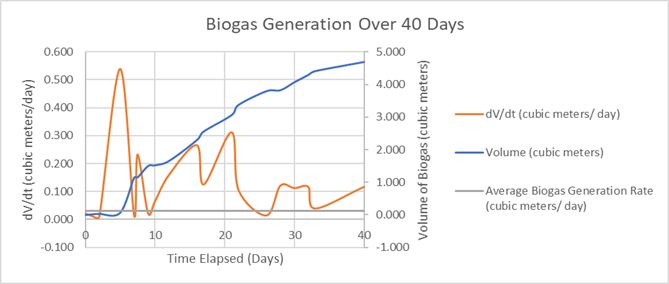 Biogas Generation Over 40 Days
dV/dt (cubic meters/day)
0.600
0.500
0.400
0.300
0.200
0.100
0.000
-0.100
0
10
20
30
40
Time Elapsed (Days)
5.000
4.000
3.000
2.000
1.000
0.000
-1.000
Volume of Biogas (cubic meters)
dV/dt (cubic meters/ day)
Volume (cubic meters)
Average Biogas Generation Rate
(cubic meters/ day)